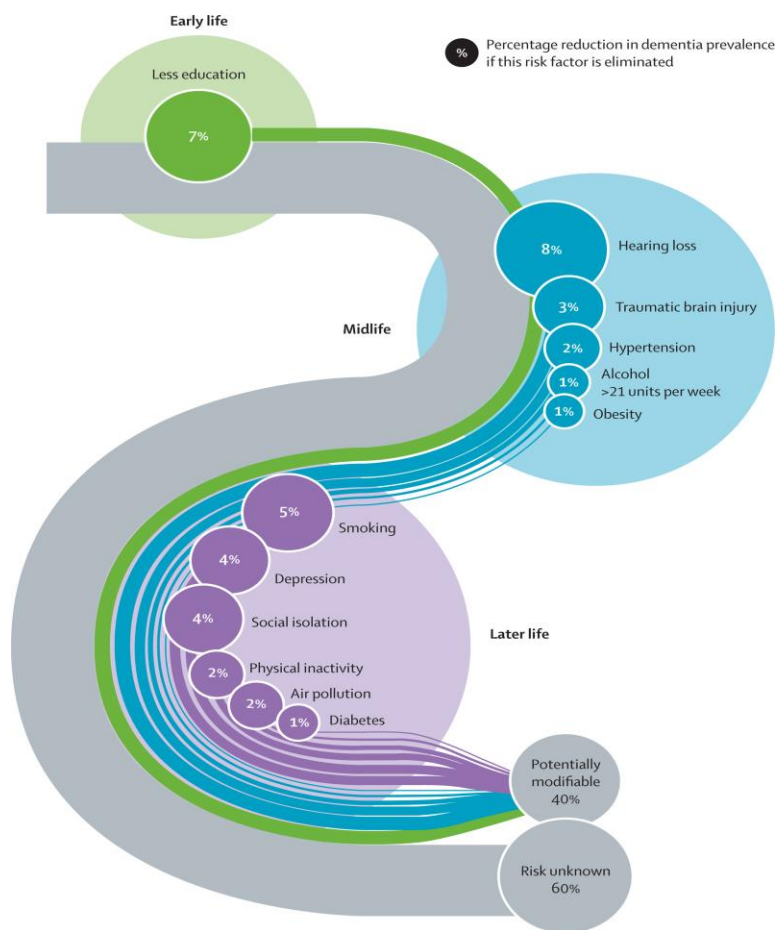 Early life
% Percentage reduction in dementia prevalence
if this risk factor is eliminated
Less education
7%
8% Hearing loss
3% Traumatic brain injury
Midlife
2% Hypertension
1% Alcohol
>21 units per week
1% Obesity
5%
Smoking
4%
Depression
4% Social isolation
Later life
2% Physical inactivity
2% Air pollution
1% Diabetes
Potentially
modifiable
40%
Risk unknown
60%